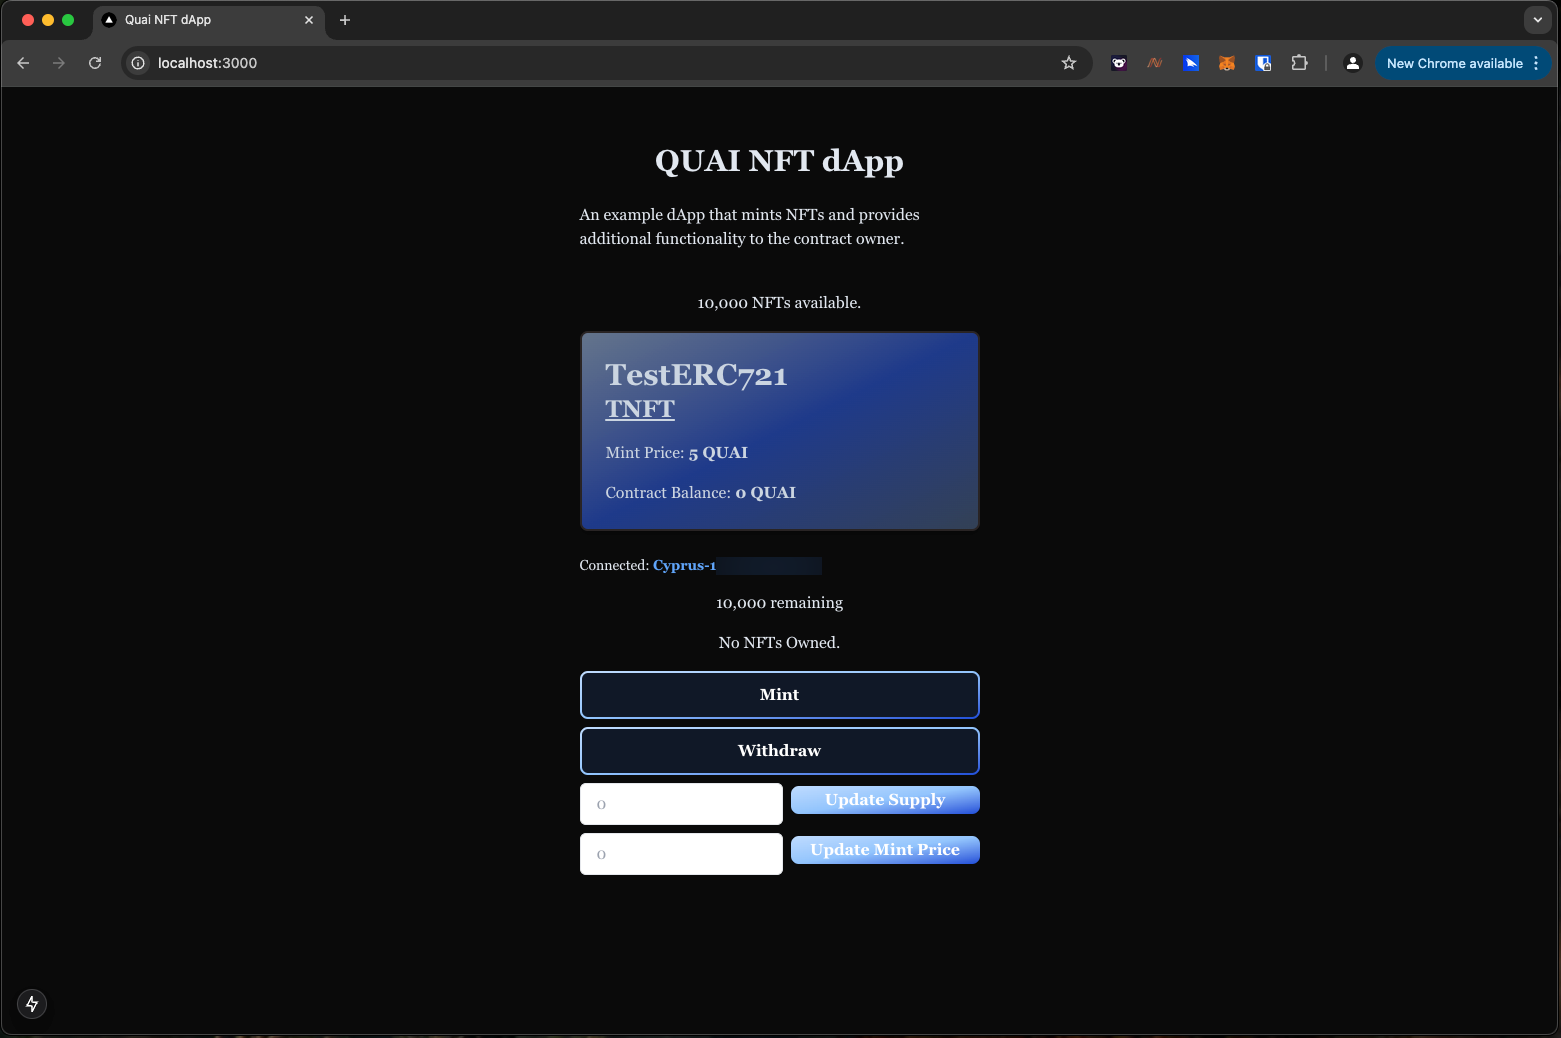 Quai NFT dApp
localhost:3000
New Chrome available
QUAI NFT dApp
An example dApp that mints NFTs and provides
additional functionality to the contract owner.
10,000 NFTs available.
TestERC721
TNFT
Mint Price: 5 QUAI
Contract Balance: 0 QUAI
Connected: Cyprus-1
10,000 remaining
No NFTs Owned.
Mint
Withdraw
0
Update Supply
0
Update Mint Price